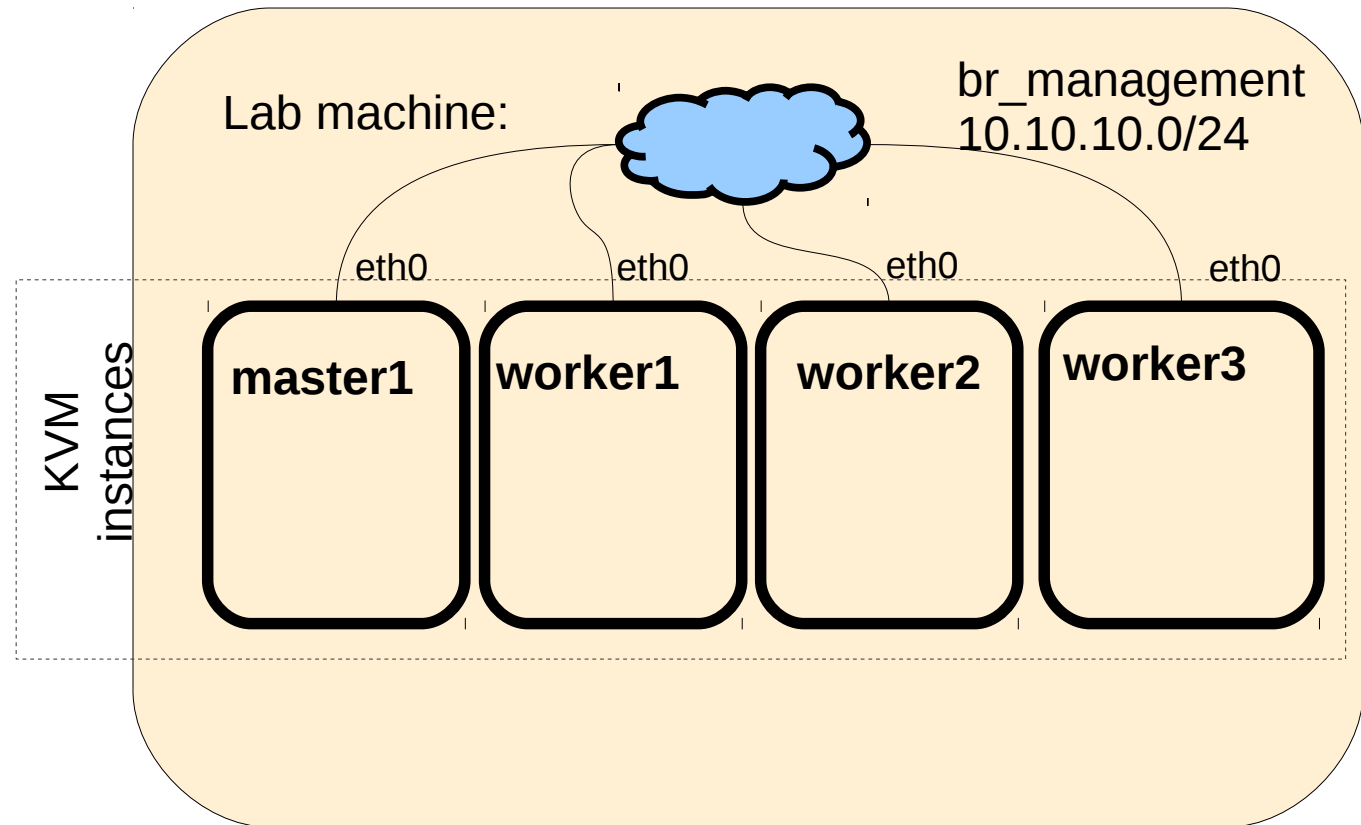 Lab machine:
br_management
10.10.10.0/24
eth0
eth0
eth0
eth0
KVM
instances
master1
worker1
worker2
worker3